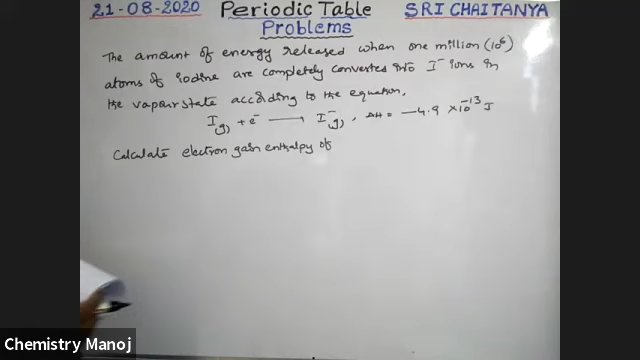 21-08-2020 Periodic Table SRI CHAITANYA
Problems
The amount of energy released when one million (10⁶)
atoms of iodine are completely converted into I⁻ ions in
the vapour state according to the equation,
I(g) + e⁻ → I⁻(g), ΔH = -4.9 × 10⁻¹³ J
Calculate electron gain enthalpy of
Chemistry Manoj